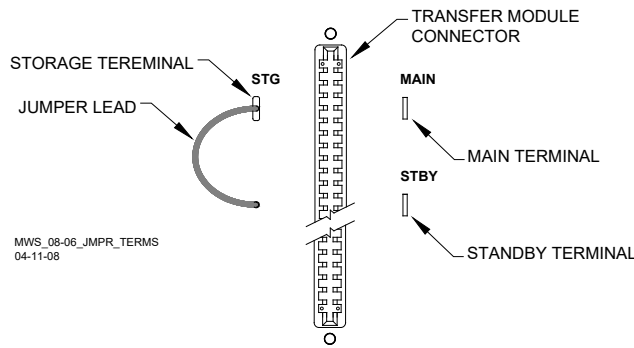 TRANSFER MODULE
CONNECTOR
STORAGE TEREMINAL
STG
MAIN
JUMPER LEAD
MAIN TERMINAL
STBY
MWS_08-06_JMPR_TERMS
04-11-08
STANDBY TERMINAL